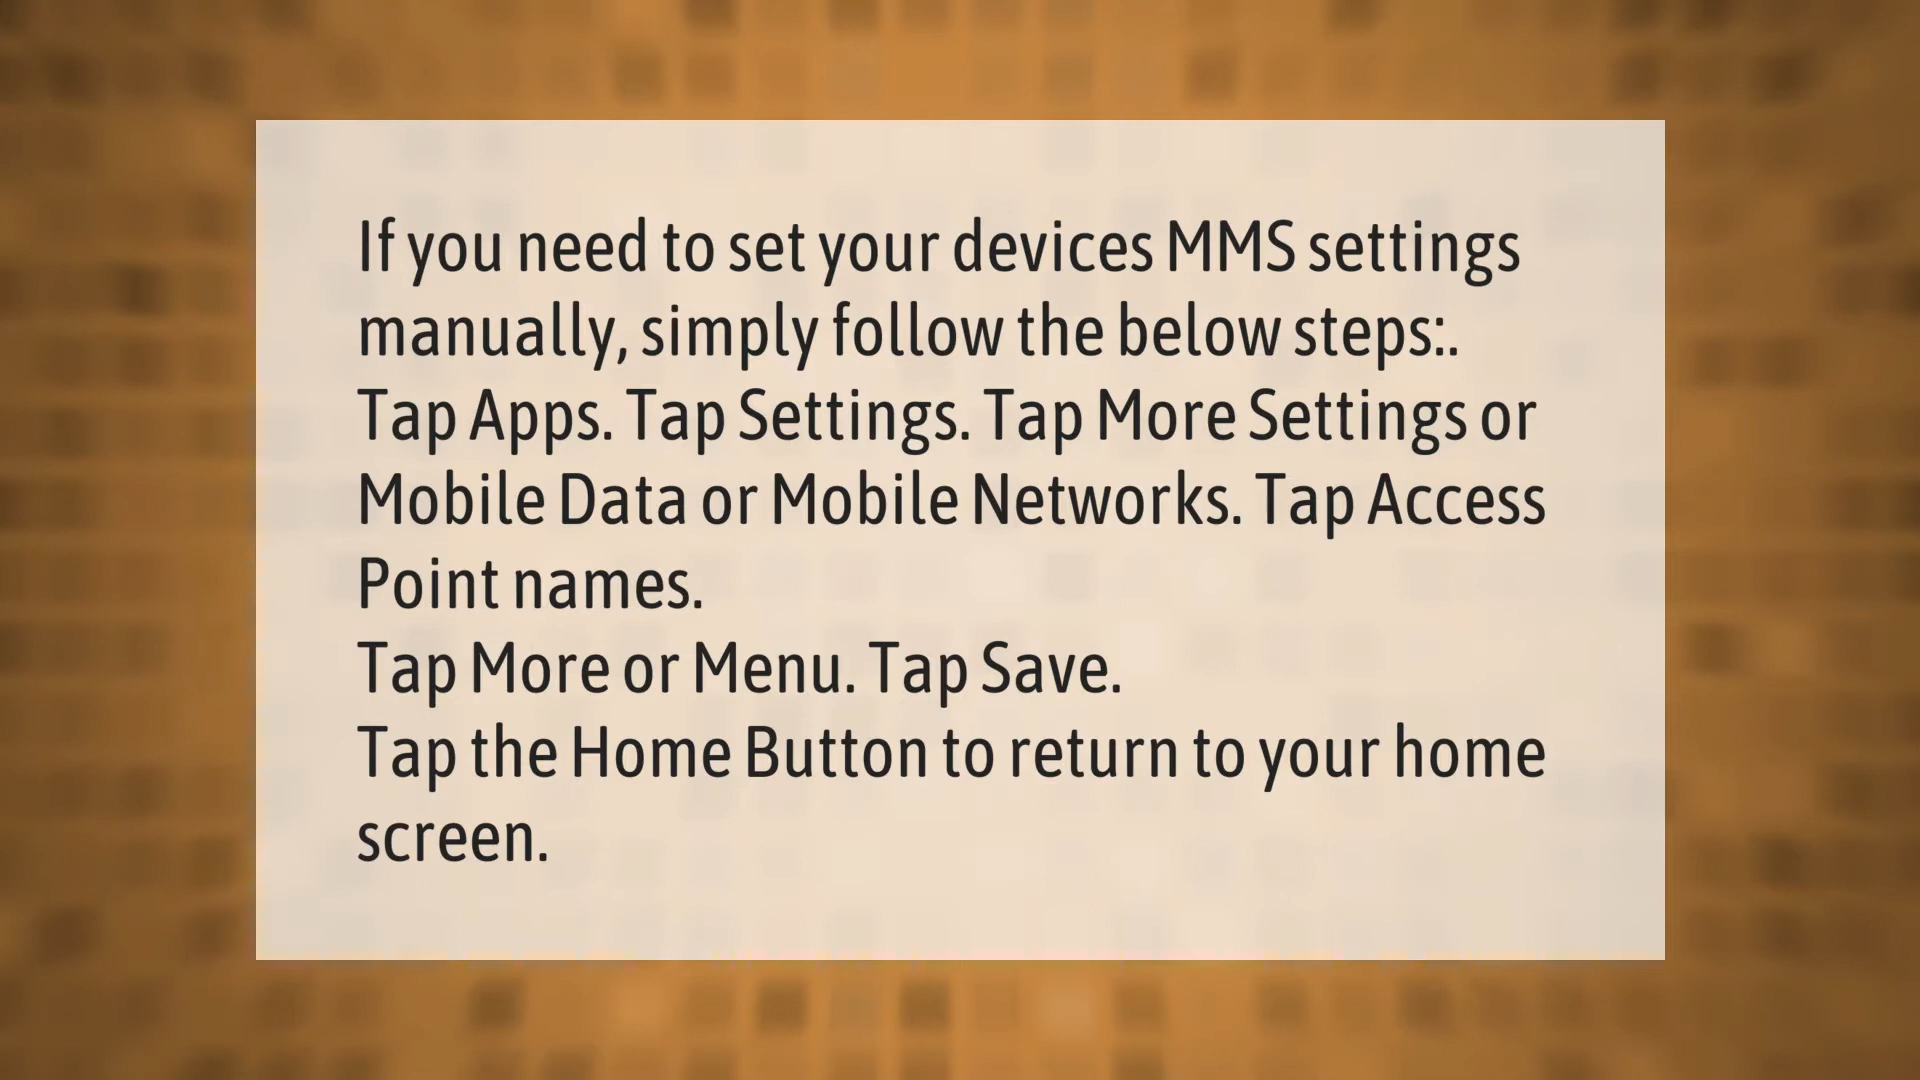 If you need to set your devices MMS settings
manually, simply follow the below steps:.
Tap Apps. Tap Settings. Tap More Settings or
Mobile Data or Mobile Networks. Tap Access
Point names.
Tap More or Menu. Tap Save.
Tap the Home Button to return to your home
screen.